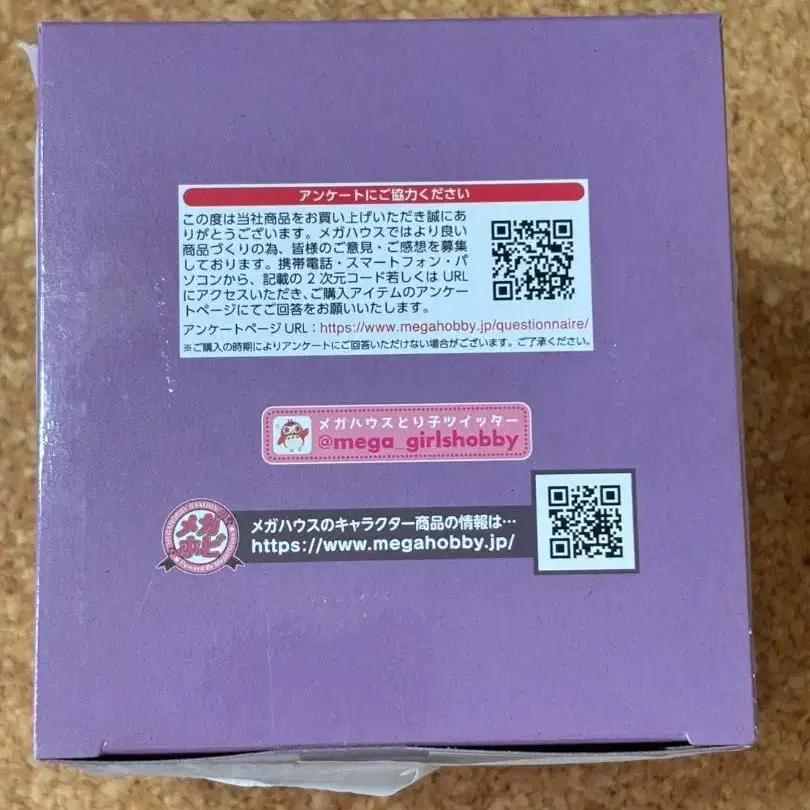 アンケートにご協力ください
この度は当社商品をお買い上げいただき誠にあ
りがとうございます。メガハウスではより良い
商品づくりの為、皆様のご意見・ご感想を募集
しております。携帯電話・スマートフォン・パ
ソコンから、記載の2次元コード若しくはURL
にアクセスいただき、ご購入アイテムのアンケー
トページにてご回答をお願いいたします。
アンケートページURL：https://www.megahobby.jp/questionnaire/
※ご購入の時期によりアンケートにご回答いただけない場合がございます。ご了承ください。
メガハウスとり子ツイッター
@mega_girlshobby
MEGAHOBBY STATION
メガ
ホビ
メガハウスのキャラクター商品の情報は…
https://www.megahobby.jp/